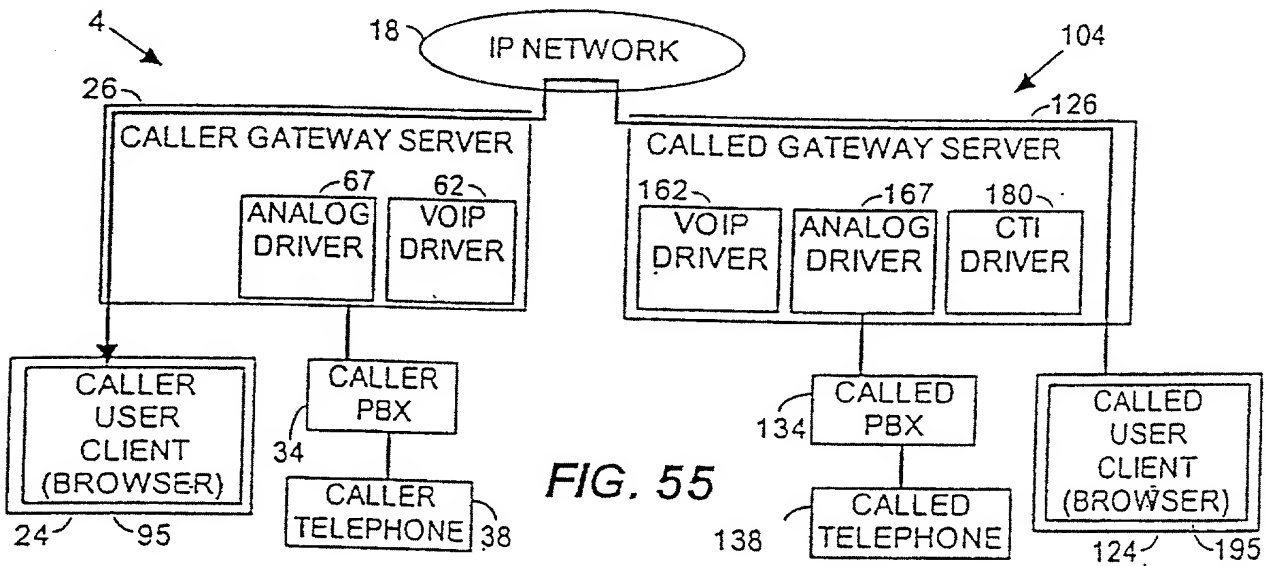 4
18
IP NETWORK
104
26
126
CALLER GATEWAY SERVER
CALLED GATEWAY SERVER
67
62
162
167
180
ANALOG
DRIVER
VOIP
DRIVER
VOIP
DRIVER
ANALOG
DRIVER
CTI
DRIVER
CALLER
USER
CLIENT
(BROWSER)
CALLER
PBX
34
CALLED
PBX
134
CALLED
USER
CLIENT
(BROWSER)
FIG. 55
CALLER
TELEPHONE
38
CALLED
TELEPHONE
138
24
95
124
195